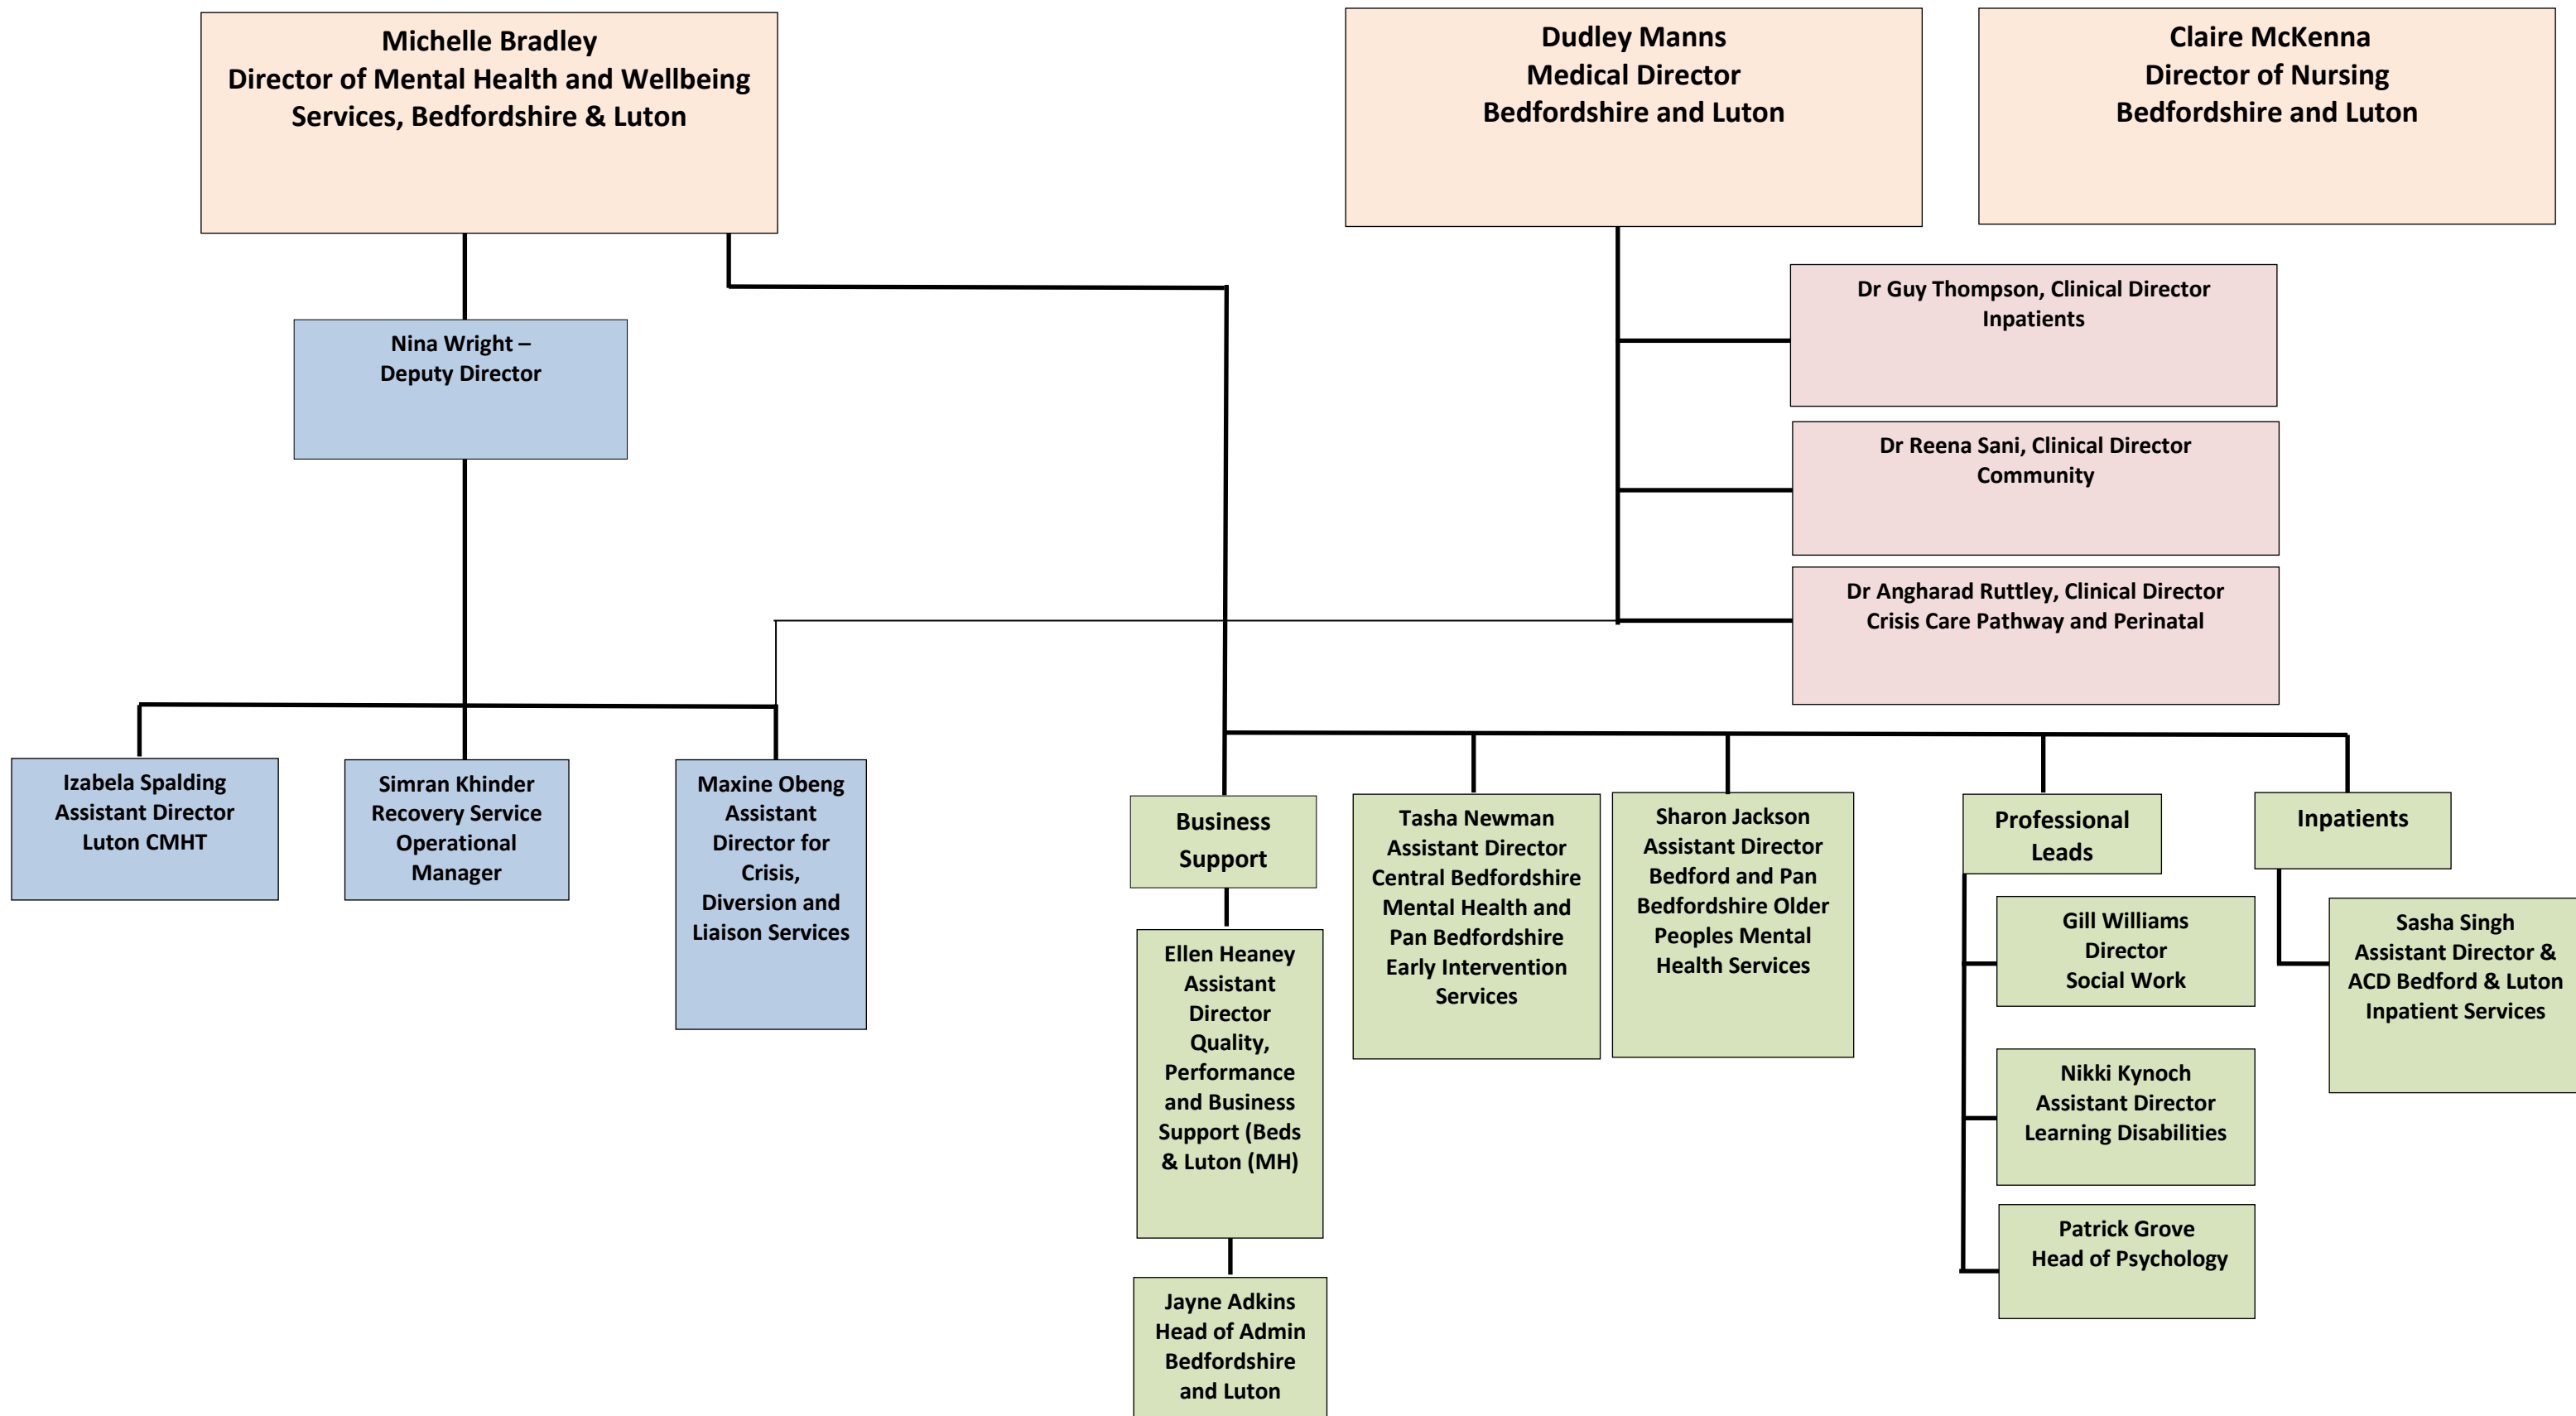 Michelle Bradley
Director of Mental Health and Wellbeing
Services, Bedfordshire & Luton
Dudley Manns
Medical Director
Bedfordshire and Luton
Claire McKenna
Director of Nursing
Bedfordshire and Luton
Dr Guy Thompson, Clinical Director
Inpatients
Nina Wright –
Deputy Director
Dr Reena Sani, Clinical Director
Community
Dr Angharad Ruttley, Clinical Director
Crisis Care Pathway and Perinatal
Izabela Spalding
Assistant Director
Luton CMHT
Simran Khinder
Recovery Service
Operational
Manager
Maxine Obeng
Assistant
Director for
Crisis,
Diversion and
Liaison Services
Business
Support
Ellen Heaney
Assistant
Director
Quality,
Performance
and Business
Support (Beds
& Luton (MH)
Jayne Adkins
Head of Admin
Bedfordshire
and Luton
Tasha Newman
Assistant Director
Central Bedfordshire
Mental Health and
Pan Bedfordshire
Early Intervention
Services
Sharon Jackson
Assistant Director
Bedford and Pan
Bedfordshire Older
Peoples Mental
Health Services
Professional
Leads
Gill Williams
Director
Social Work
Nikki Kynoch
Assistant Director
Learning Disabilities
Patrick Grove
Head of Psychology
Inpatients
Sasha Singh
Assistant Director &
ACD Bedford & Luton
Inpatient Services